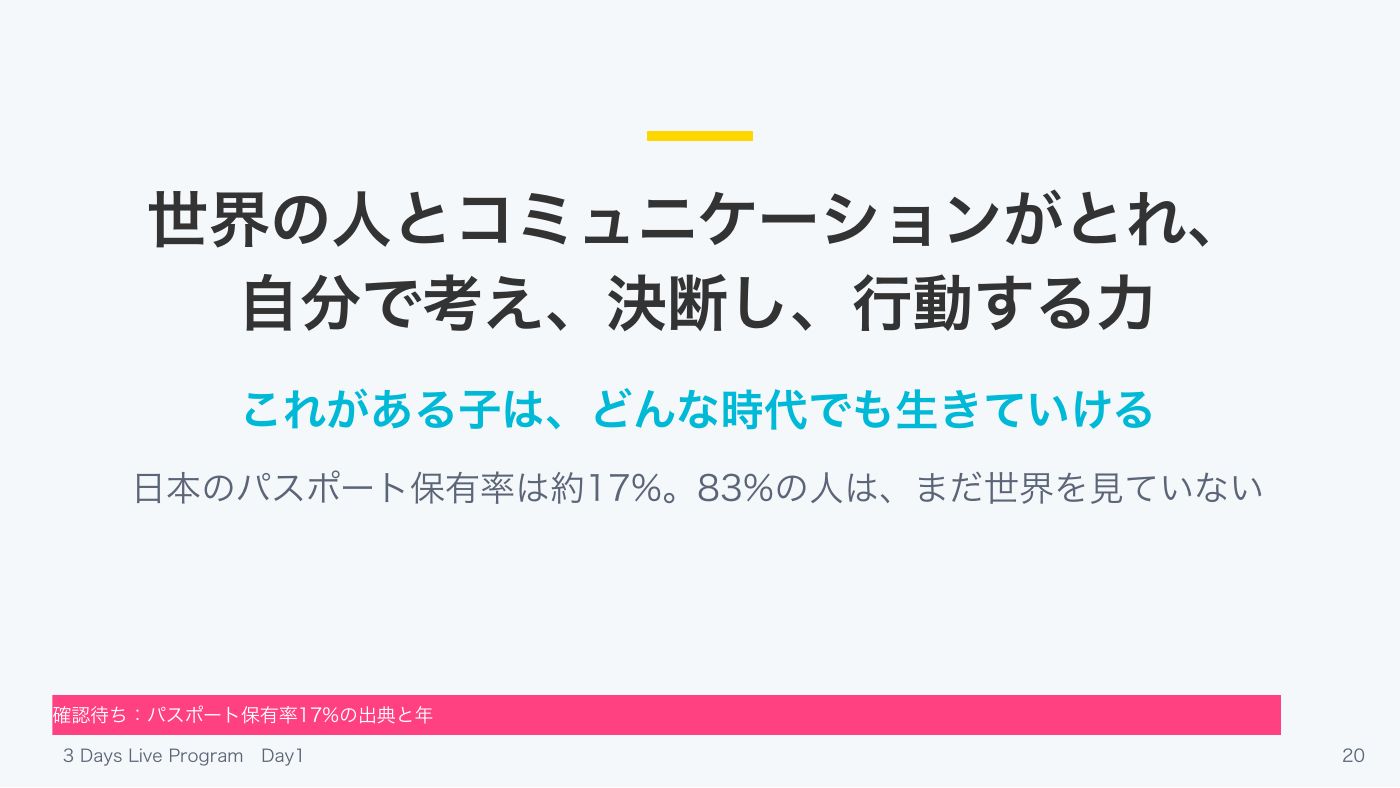 世界の人とコミュニケーションがとれ、
自分で考え、決断し、行動する力
これがある子は、どんな時代でも生きていける
日本のパスポート保有率は約17%。83%の人は、まだ世界を見ていない
確認待ち：パスポート保有率17%の出典と年
3 Days Live Program　Day1
20